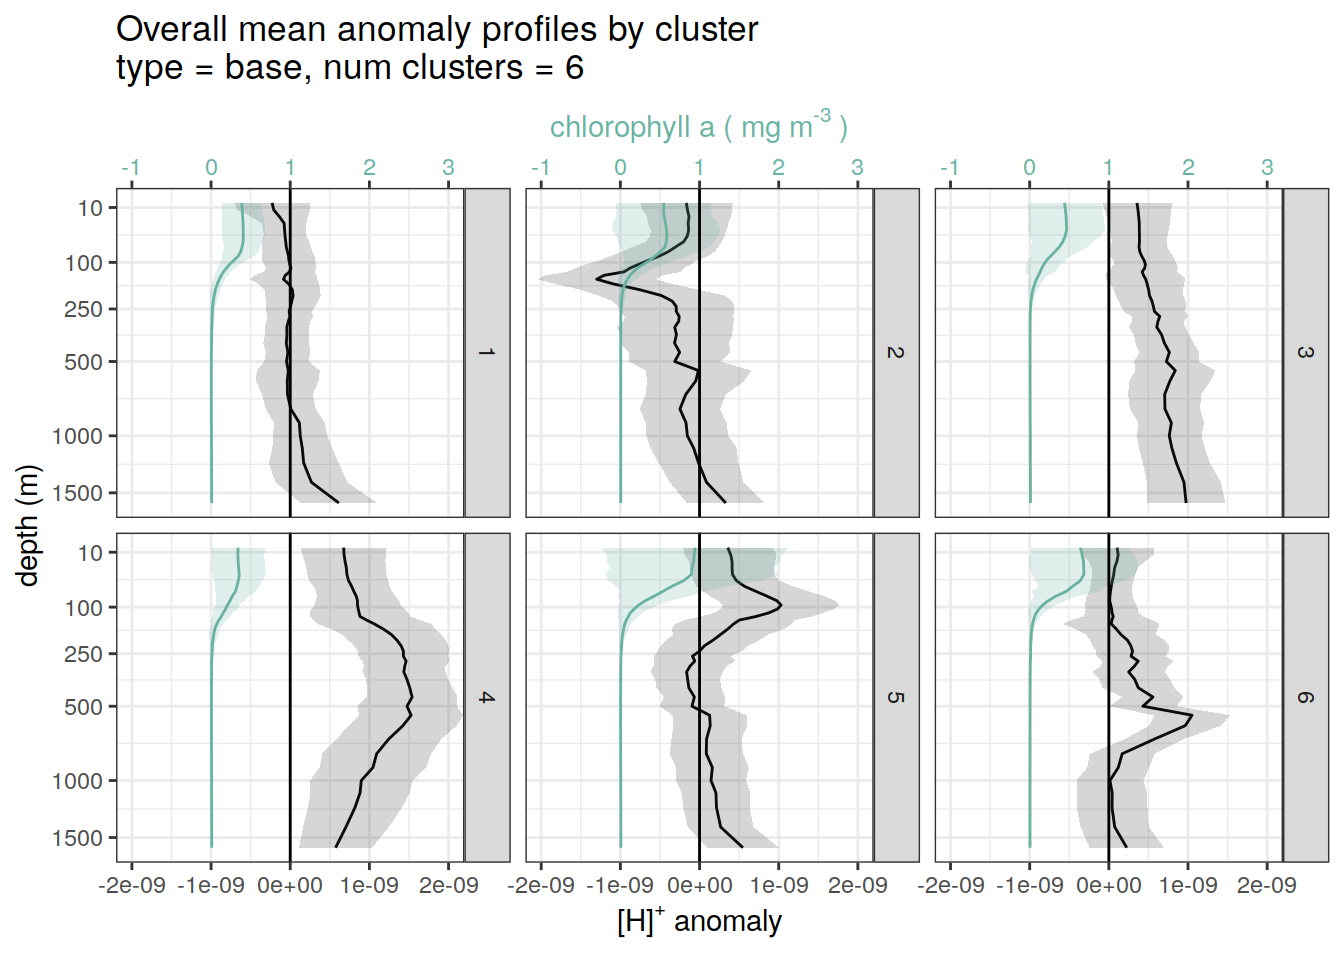 Overall mean anomaly profiles by cluster
type = base, num clusters = 6
chlorophyll a ( mg m⁻³ )
-1 0 1 2 3 -1 0 1 2 3 -1 0 1 2 3
10
100
250
500
1000
1500
1
2
3
10
100
250
500
1000
1500
4
5
6
depth (m)
-2e-09 -1e-09 0e+00 1e-09 2e-09 -2e-09 -1e-09 0e+00 1e-09 2e-09 -2e-09 -1e-09 0e+00 1e-09 2e-09
[H]⁺ anomaly